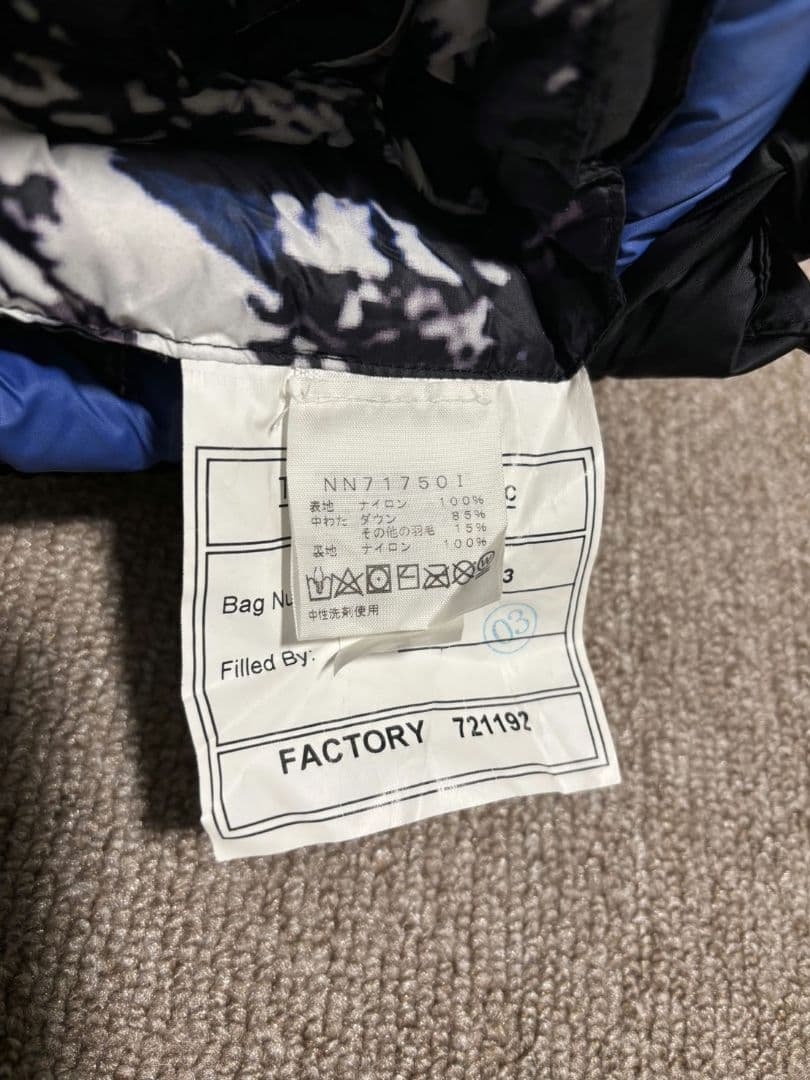 NN71750I
表地 ナイロン 100%
中わた ダウン 85%
その他の羽毛 15%
裏地 ナイロン 100%
中性洗剤使用
C
3
Bag Nu
03
Filled By:
FACTORY 721192